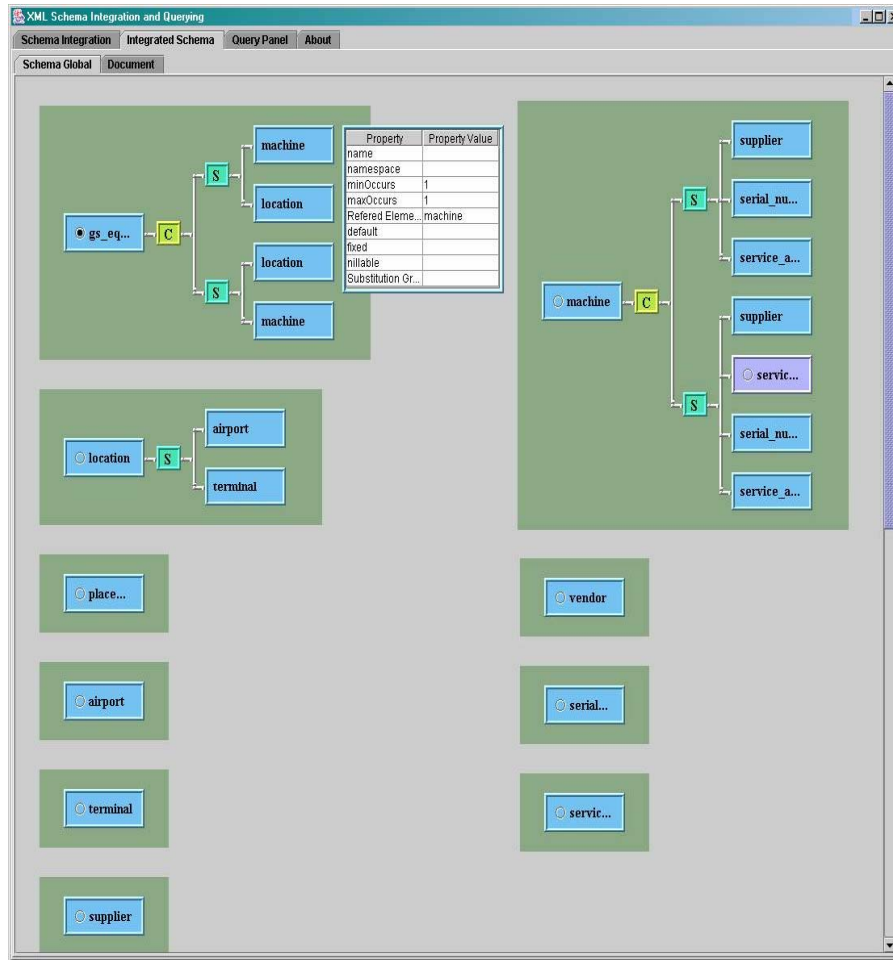 XML Schema Integration and Querying
Schema Integration Integrated Schema Query Panel About
Schema Global Document
gs_eq...
C
S
machine
location
S
location
machine
Property Property Value
name
namespace
minOccurs 1
maxOccurs 1
Refered Eleme... machine
default
fixed
nillable
Substitution Gr...
machine
C
S
supplier
serial_nu...
service_a...
S
supplier
servic...
serial_nu...
service_a...
location
S
airport
terminal
place...
vendor
airport
serial...
terminal
servic...
supplier